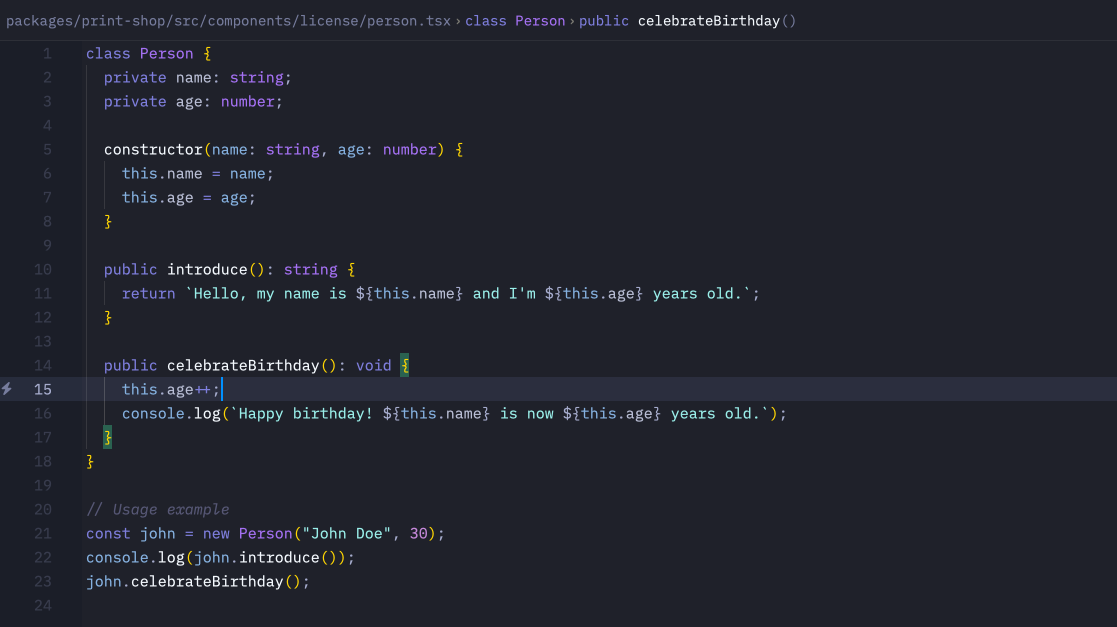 packages/print-shop/src/components/license/person.tsx › class Person › public celebrateBirthday()
1 class Person {
2   private name: string;
3   private age: number;
4
5   constructor(name: string, age: number) {
6     this.name = name;
7     this.age = age;
8   }
9
10   public introduce(): string {
11     return `Hello, my name is ${this.name} and I'm ${this.age} years old.`;
12   }
13
14   public celebrateBirthday(): void {
15     this.age++;
16     console.log(`Happy birthday! ${this.name} is now ${this.age} years old.`);
17   }
18 }
19
20 // Usage example
21 const john = new Person("John Doe", 30);
22 console.log(john.introduce());
23 john.celebrateBirthday();
24